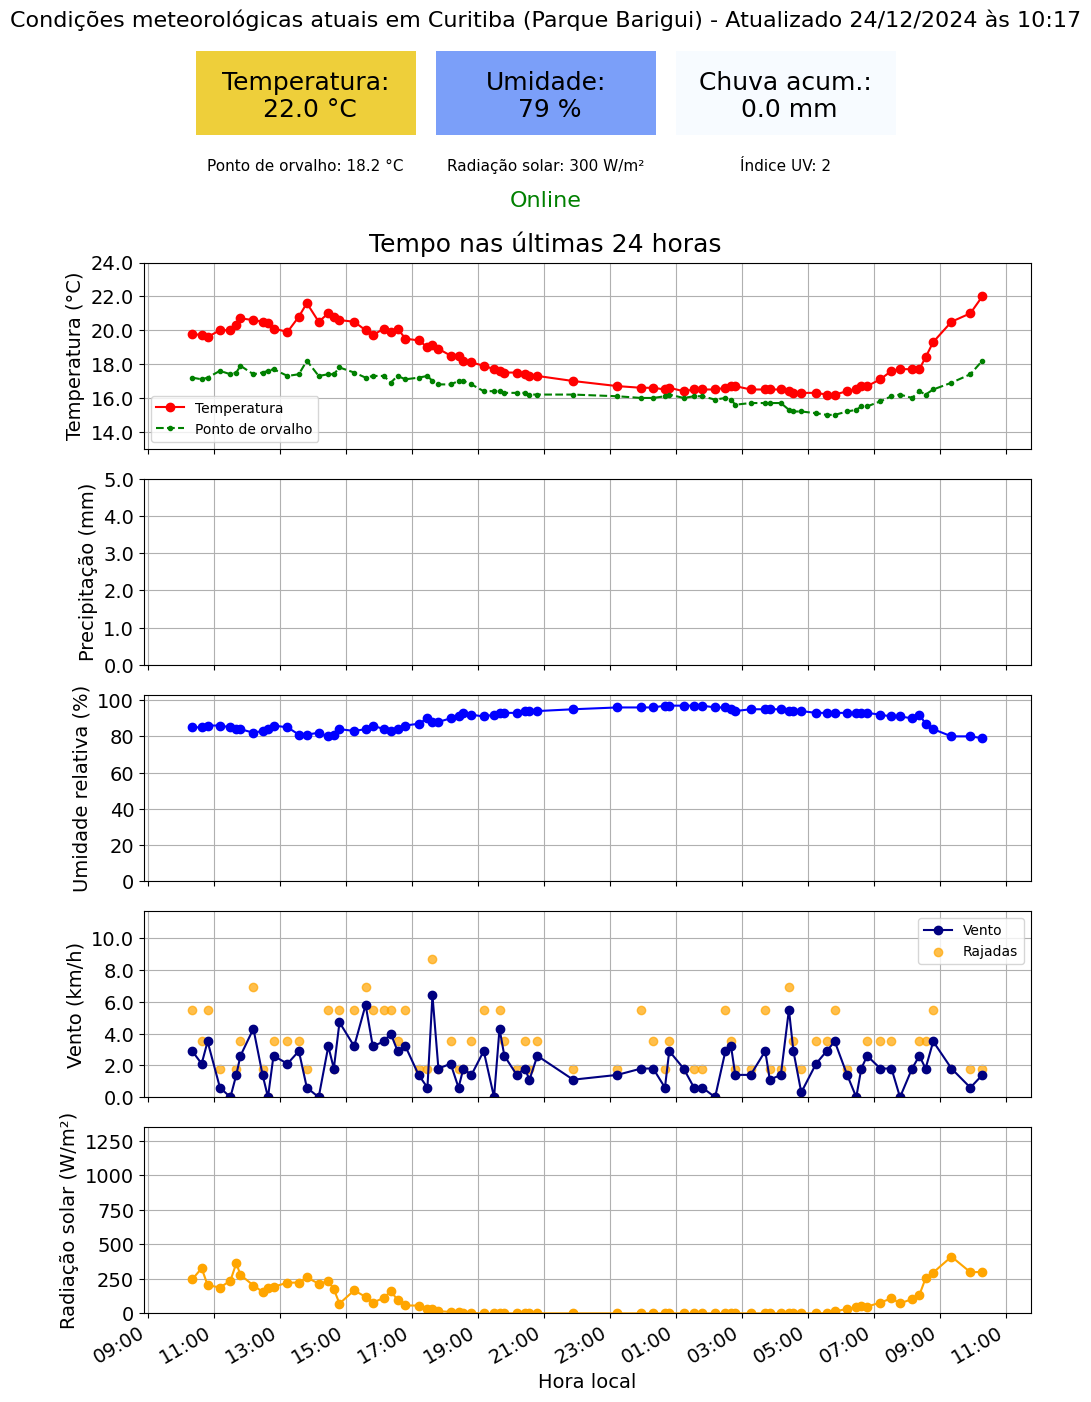 Condições meteorológicas atuais em Curitiba (Parque Barigui) - Atualizado 24/12/2024 às 10:17
Temperatura:
22.0 °C
Umidade:
79 %
Chuva acum.:
0.0 mm
Ponto de orvalho: 18.2 °C
Radiação solar: 300 W/m²
Índice UV: 2
Online
Tempo nas últimas 24 horas
Temperatura (°C)
24.0
22.0
20.0
18.0
16.0
14.0
Temperatura
Ponto de orvalho
Precipitação (mm)
5.0
4.0
3.0
2.0
1.0
0.0
Umidade relativa (%)
100
80
60
40
20
0
Vento (km/h)
10.0
8.0
6.0
4.0
2.0
0.0
Vento
Rajadas
Radiação solar (W/m²)
1250
1000
750
500
250
0
09:00
11:00
13:00
15:00
17:00
19:00
21:00
23:00
01:00
03:00
05:00
07:00
09:00
11:00
Hora local